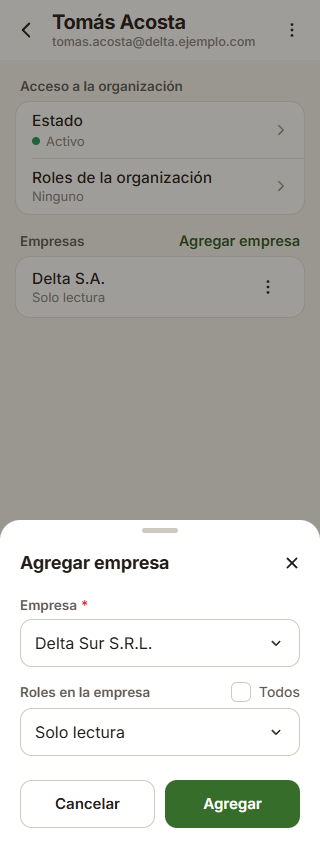 Tomás Acosta
tomas.acosta@delta.ejemplo.com
Acceso a la organización
Estado
Activo
Roles de la organización
Ninguno
Empresas
Agregar empresa
Delta S.A.
Solo lectura
Agregar empresa
Empresa *
Delta Sur S.R.L.
Roles en la empresa
Todos
Solo lectura
Cancelar
Agregar